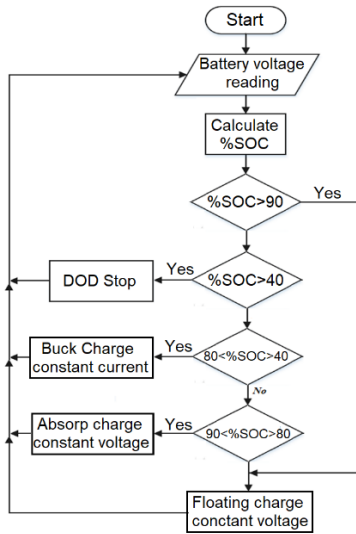 Start
Battery voltage
reading
Calculate
%SOC
%SOC>90
Yes
%SOC>40
Yes
DOD Stop
80<%SOC>40
Yes
Buck Charge
constant current
No
90<%SOC>80
Yes
Absorp charge
constant voltage
Floating charge
conctant voltage